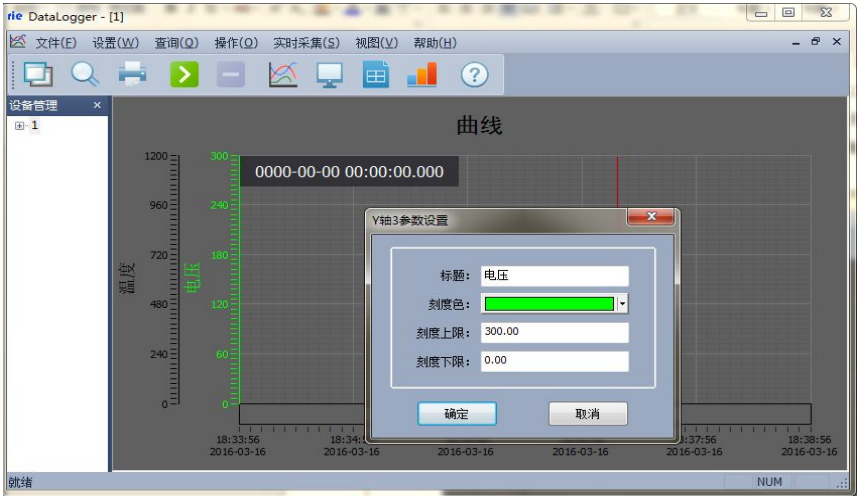 rie DataLogger - [1]
文件(F) 设置(W) 查询(Q) 操作(O) 实时采集(S) 视图(V) 帮助(H)
设备管理
1
曲线
0000-00-00 00:00:00.000
1200
960
720
480
240
0
温度
300
240
180
120
60
0
电压
Y轴3参数设置
标题: 电压
刻度色:
刻度上限: 300.00
刻度下限: 0.00
确定 取消
18:33:56
2016-03-16
18:34:
2016-03-16
2016-03-16
2016-03-16
:37:56
2016-03-16
18:38:56
2016-03-16
就绪 NUM